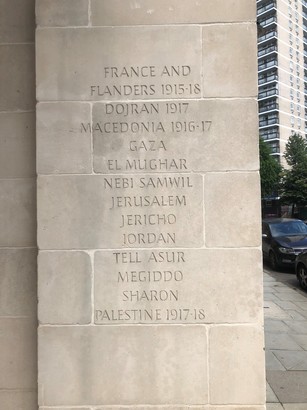 FRANCE AND
FLANDERS 1915-18
DOJRAN 1917
MACEDONIA 1916-17
GAZA
EL MUGHAR
NEBI SAMWIL
JERUSALEM
JERICHO
JORDAN
TELL ASUR
MEGIDDO
SHARON
PALESTINE 1917-18